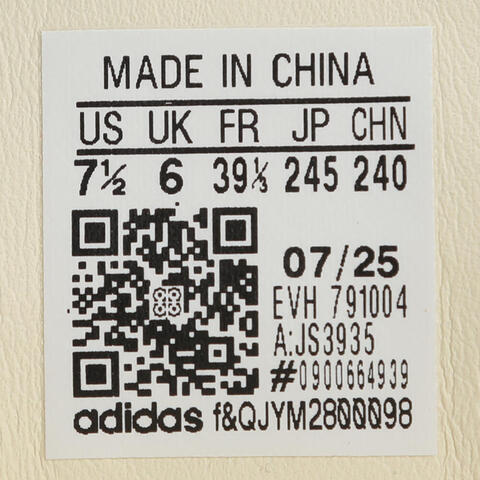 MADE IN CHINA
US UK FR JP CHN
7½ 6 39⅓ 245 240
07/25
EVH 791004
A:JS3935
#0900664939
adidas f&QJYM2800098